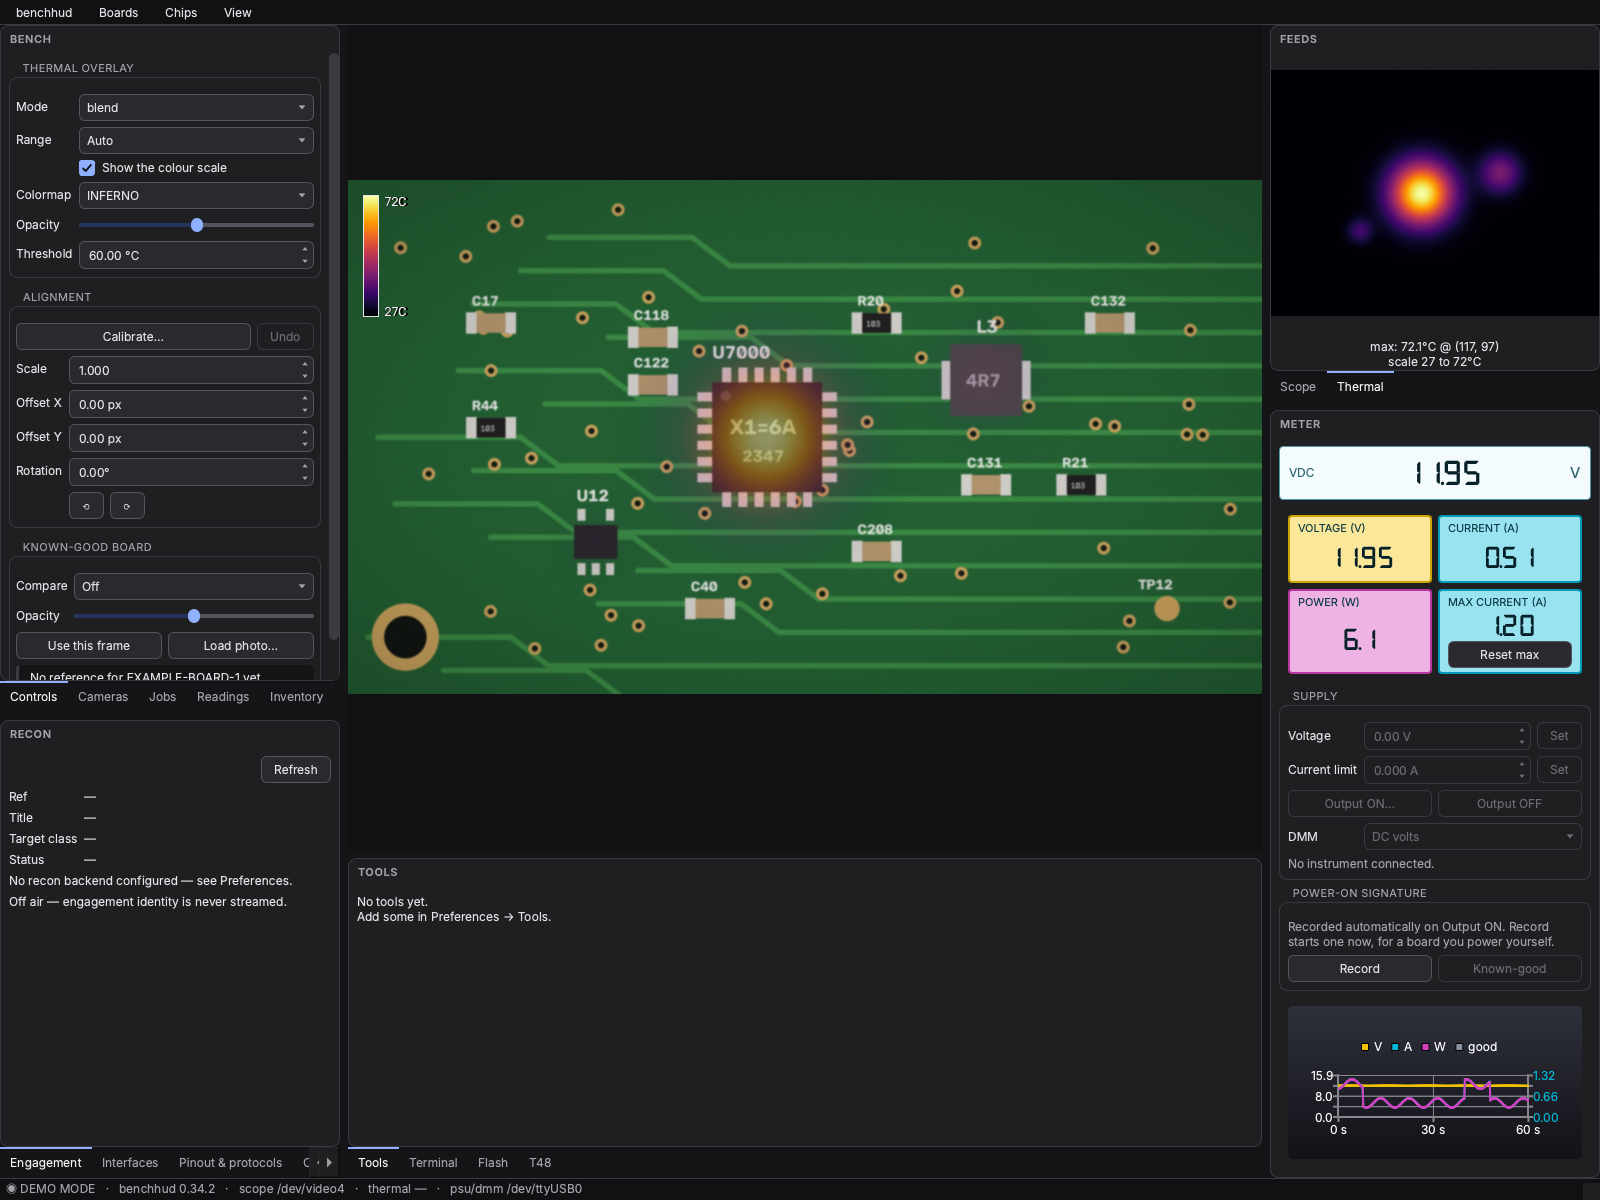 benchhud Boards Chips View
BENCH
THERMAL OVERLAY
Mode blend
Range Auto
Show the colour scale
Colormap INFERNO
Opacity
Threshold 60.00 °C
ALIGNMENT
Calibrate... Undo
Scale 1.000
Offset X 0.00 px
Offset Y 0.00 px
Rotation 0.00°
KNOWN-GOOD BOARD
Compare Off
Opacity
Use this frame Load photo...
No reference for EXAMPLE-BOARD-1 yet
Controls Cameras Jobs Readings Inventory
RECON
Refresh
Ref —
Title —
Target class —
Status —
No recon backend configured — see Preferences.
Off air — engagement identity is never streamed.
Engagement Interfaces Pinout & protocols
72C
27C
C17
C118
C122
R44
103
U7000
X1=6A
2347
U12
C40
R20
103
L3
4R7
C132
C131
R21
103
C208
TP12
TOOLS
No tools yet.
Add some in Preferences → Tools.
Tools Terminal Flash T48
FEEDS
max: 72.1°C @ (117, 97)
scale 27 to 72°C
Scope Thermal
METER
VDC 11.95 V
VOLTAGE (V) CURRENT (A)
11.95 0.51
POWER (W) MAX CURRENT (A)
6.1 1.20
Reset max
SUPPLY
Voltage 0.00 V Set
Current limit 0.000 A Set
Output ON... Output OFF
DMM DC volts
No instrument connected.
POWER-ON SIGNATURE
Recorded automatically on Output ON. Record
starts one now, for a board you power yourself.
Record Known-good
V A W good
15.9 1.32
8.0 0.66
0.0 0.00
0 s 30 s 60 s
DEMO MODE · benchhud 0.34.2 · scope /dev/video4 · thermal — · psu/dmm /dev/ttyUSB0